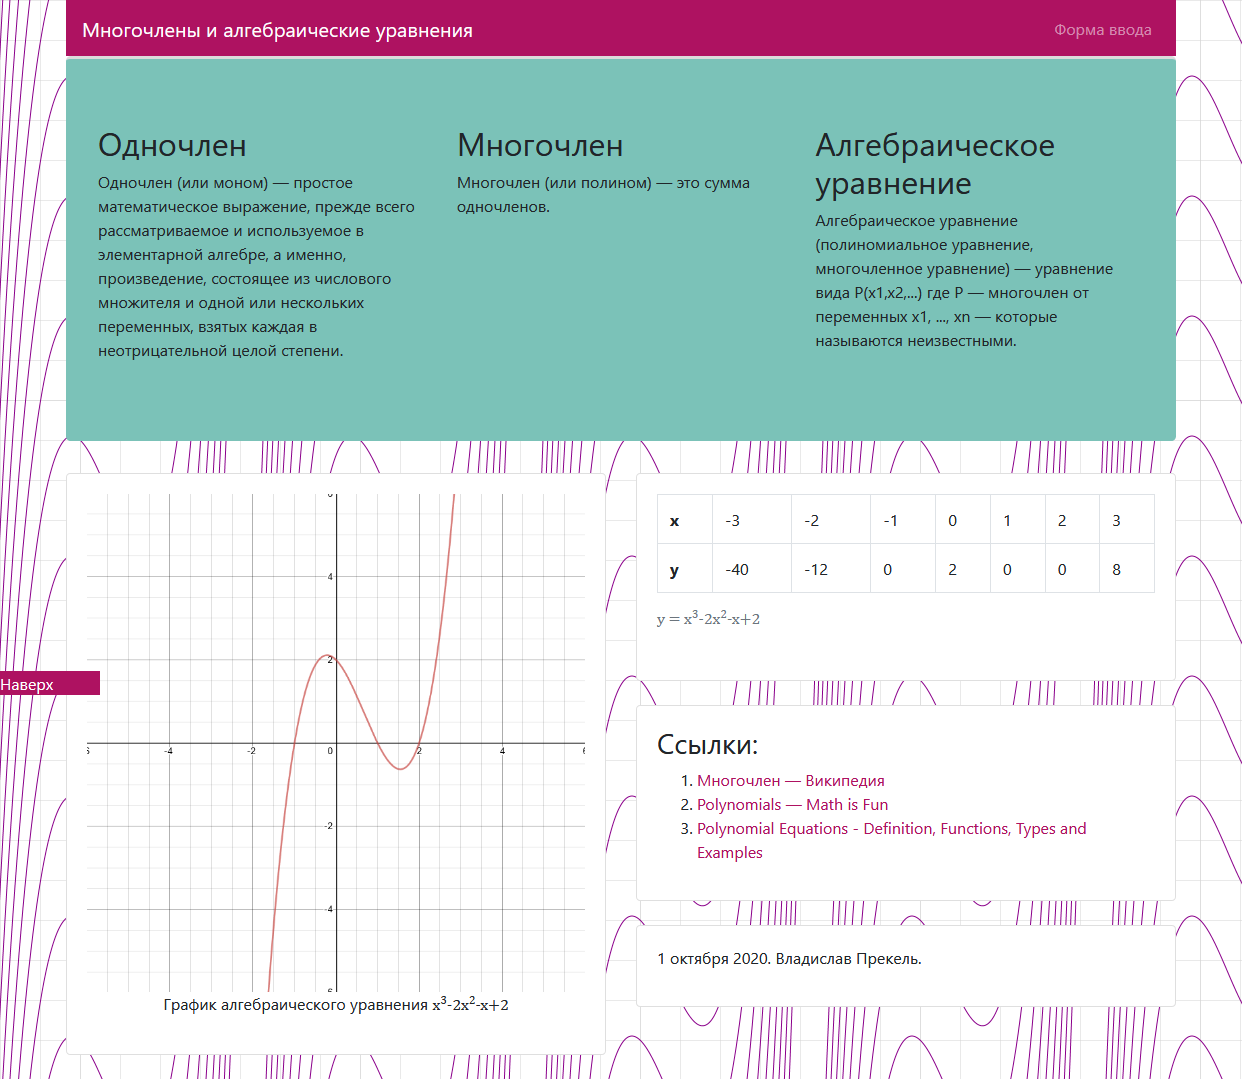 Многочлены и алгебраические уравнения
Форма ввода
Одночлен
Одночлен (или моном) — простое
математическое выражение, прежде всего
рассматриваемое и используемое в
элементарной алгебре, а именно,
произведение, состоящее из числового
множителя и одной или нескольких
переменных, взятых каждая в
неотрицательной целой степени.
Многочлен
Многочлен (или полином) — это сумма
одночленов.
Алгебраическое
уравнение
Алгебраическое уравнение
(полиномиальное уравнение,
многочленное уравнение) — уравнение
вида P(x1,x2,...) где P — многочлен от
переменных x1, ..., xn — которые
называются неизвестными.
Наверх
4
2
-4 -2 0 2 4
-2
-4
График алгебраического уравнения x³-2x²-x+2
x -3 -2 -1 0 1 2 3
y -40 -12 0 2 0 0 8
y = x³-2x²-x+2
Ссылки:
1. Многочлен — Википедия
2. Polynomials — Math is Fun
3. Polynomial Equations - Definition, Functions, Types and
Examples
1 октября 2020. Владислав Прекель.